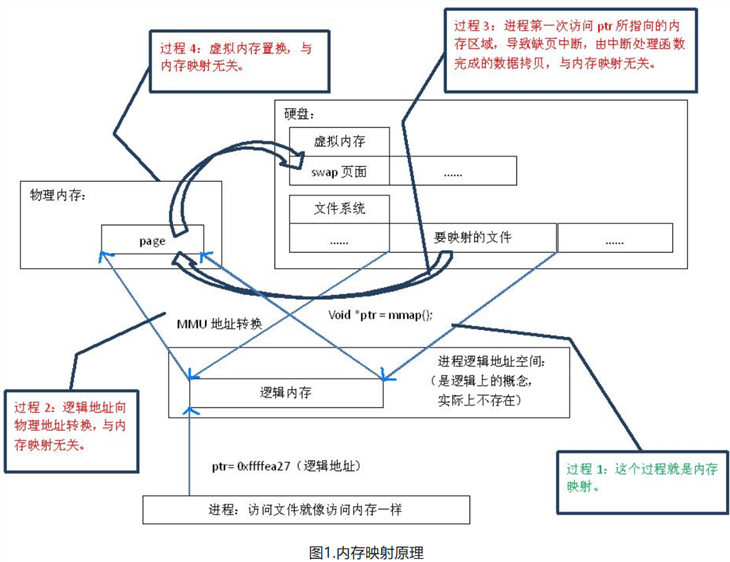 过程 4：虚拟内存置换，与
内存映射无关。
过程 3：进程第一次访问 ptr 所指向的内
存区域，导致缺页中断，由中断处理函数
完成的数据拷贝，与内存映射无关。
硬盘：
虚拟内存
swap 页面
......
物理内存：
文件系统
page
......
要映射的文件
......
MMU 地址转换
Void *ptr = mmap();
进程逻辑地址空间：
（是逻辑上的概念，
实际上不存在）
逻辑内存
过程 2：逻辑地址向
物理地址转换，与内
存映射无关。
ptr= 0xffffea27（逻辑地址）
过程 1：这个过程就是内存
映射。
进程：访问文件就像访问内存一样
图1.内存映射原理